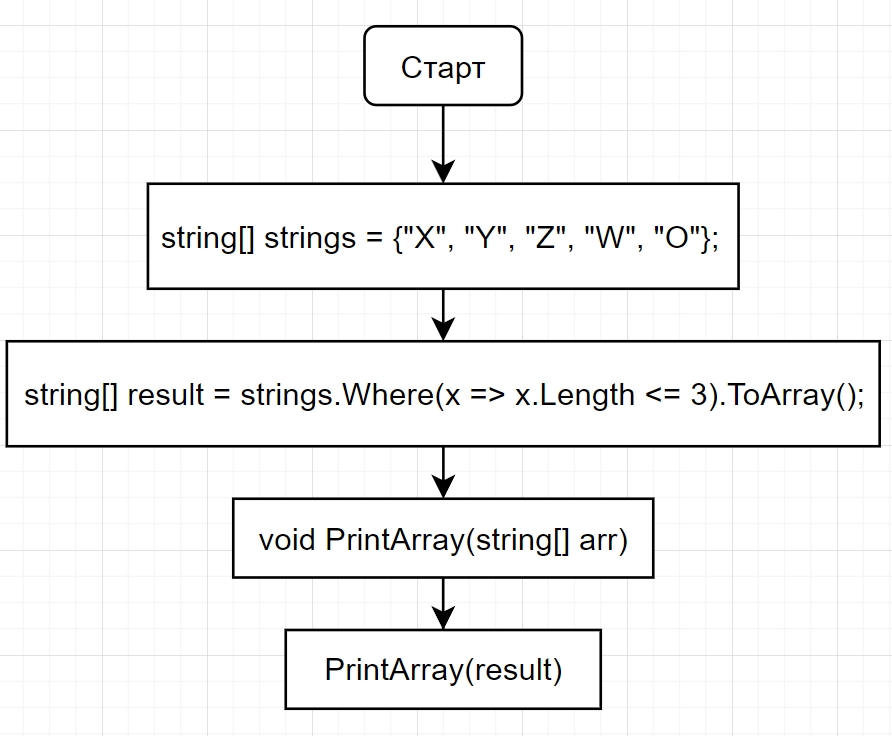 Старт
string[] strings = {"X", "Y", "Z", "W", "O"};
string[] result = strings.Where(x => x.Length <= 3).ToArray();
void PrintArray(string[] arr)
PrintArray(result)